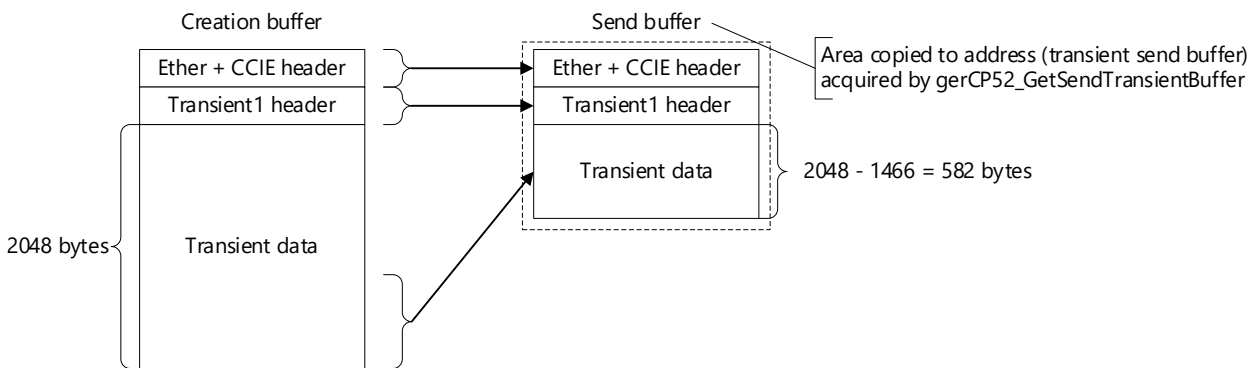 Creation buffer
Send buffer
Ether + CCIE header
Transient1 header
2048 bytes
Transient data
Ether + CCIE header
Transient1 header
Transient data
Area copied to address (transient send buffer)
acquired by gerCP52_GetSendTransientBuffer
2048 - 1466 = 582 bytes